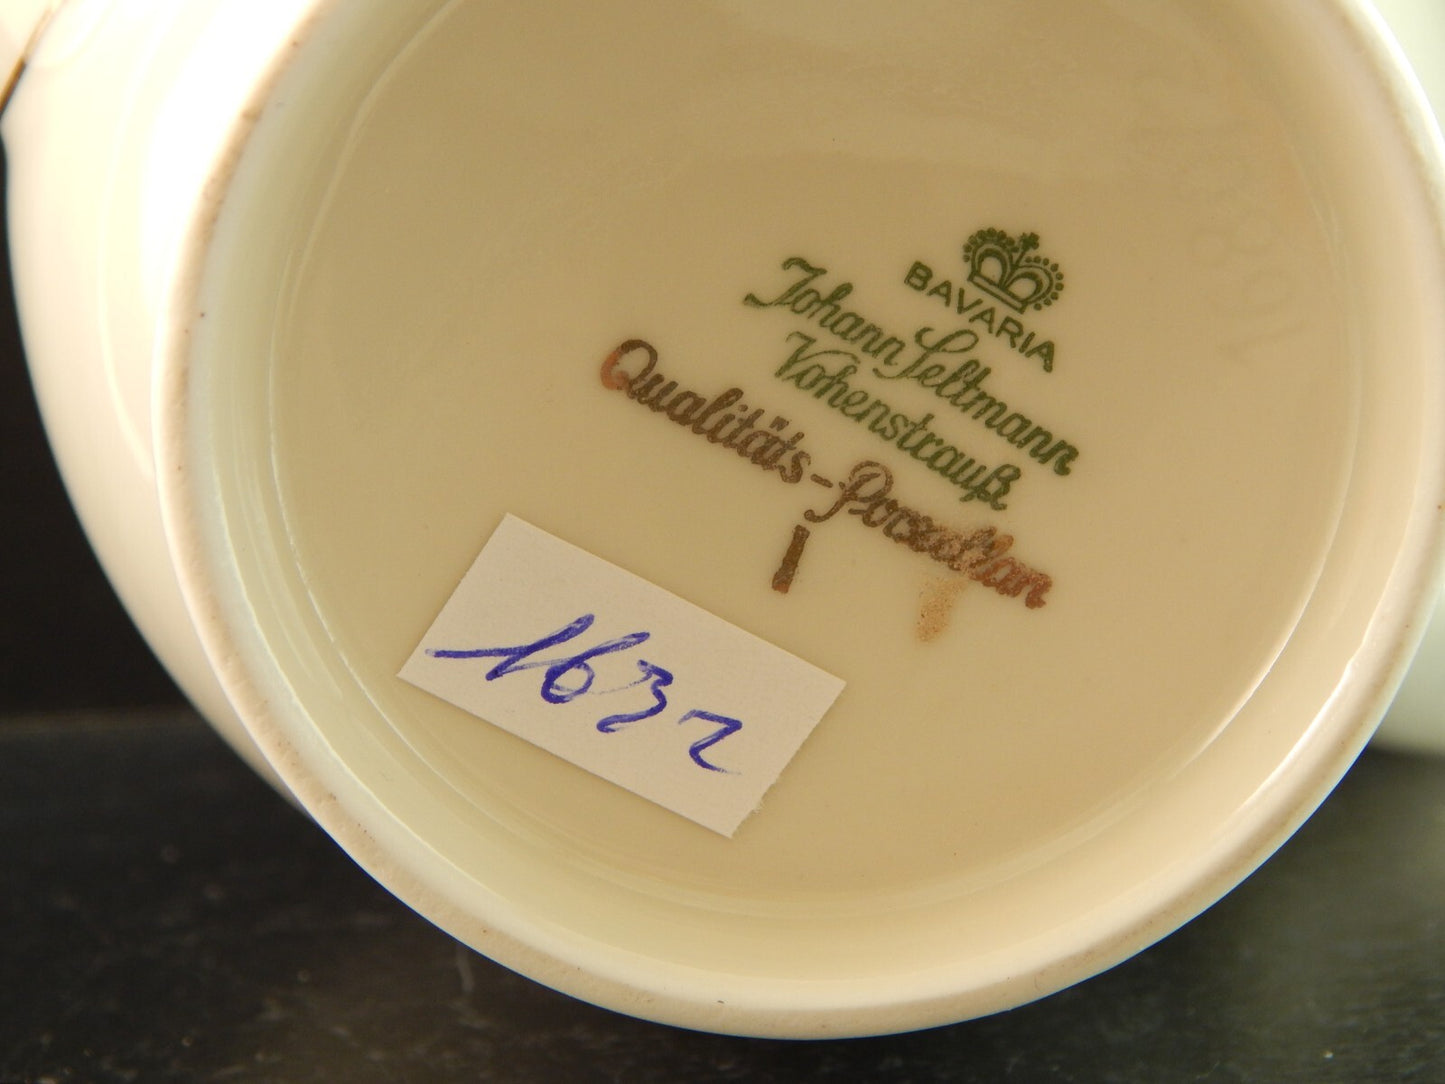 BAVARIA
Johann Seltmann
Vohenstrauß
Qualitäts-Porzellan
I
1632